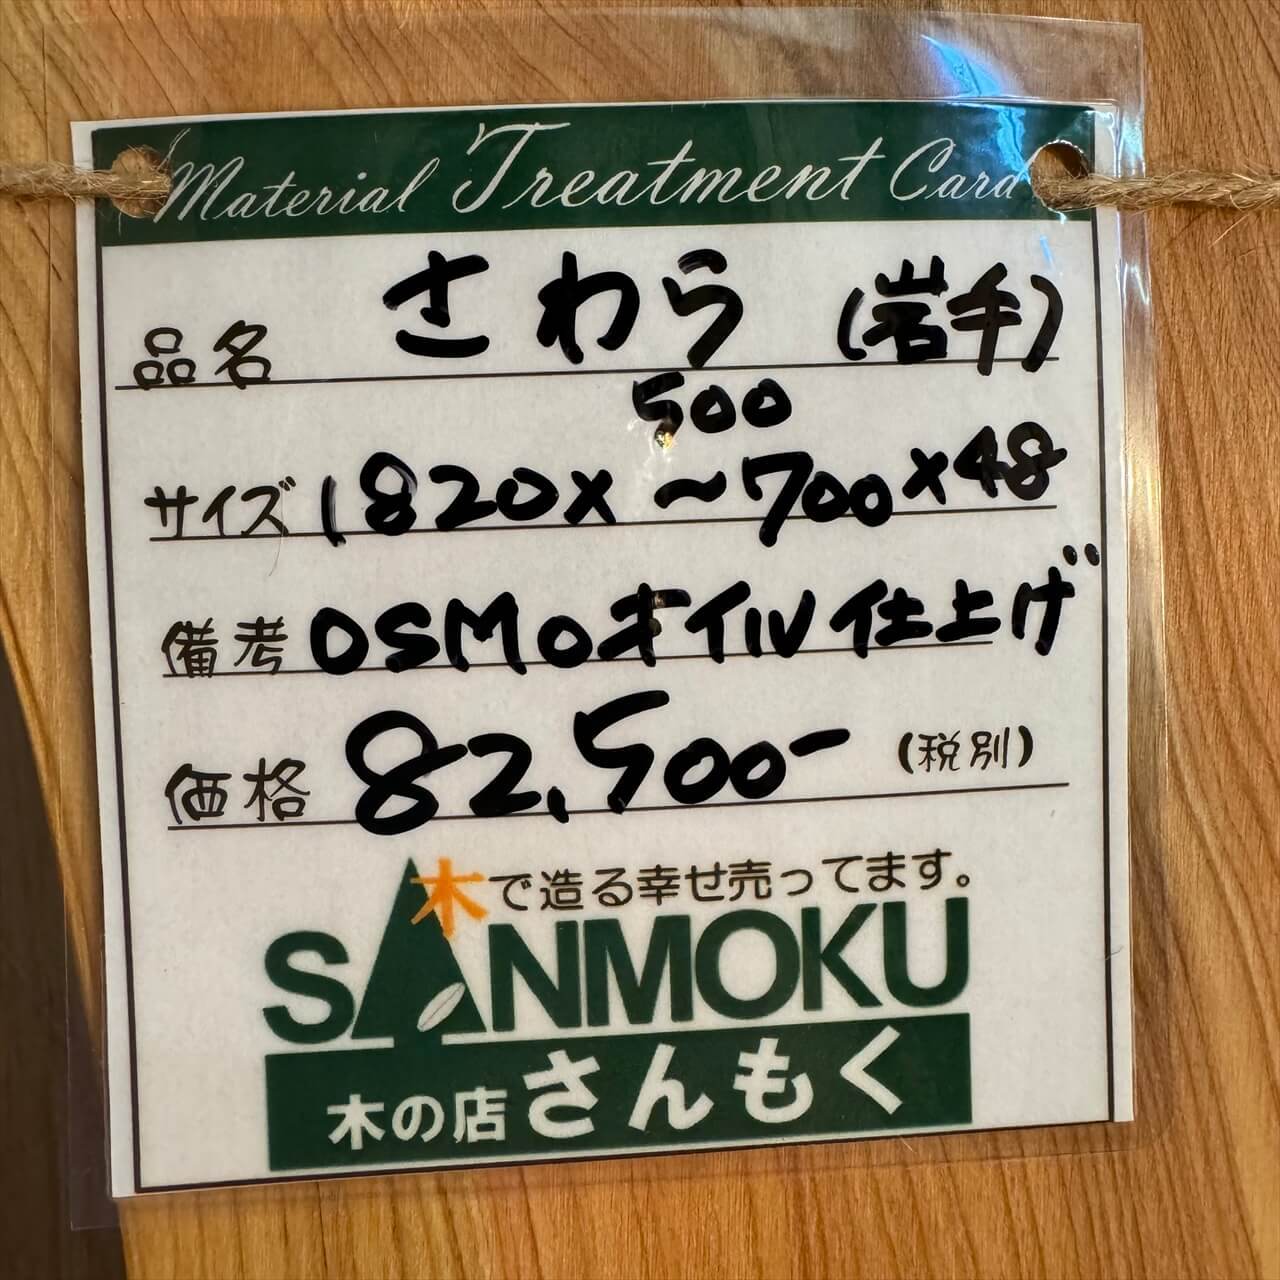 Material Treatment Card
品名 さわら (岩手)
500
サイズ 1820× ～700×48
備考 OSMOオイル仕上げ
価格 82,500- (税別)
木で造る幸せ売ってます。
SANMOKU
木の店さんもく